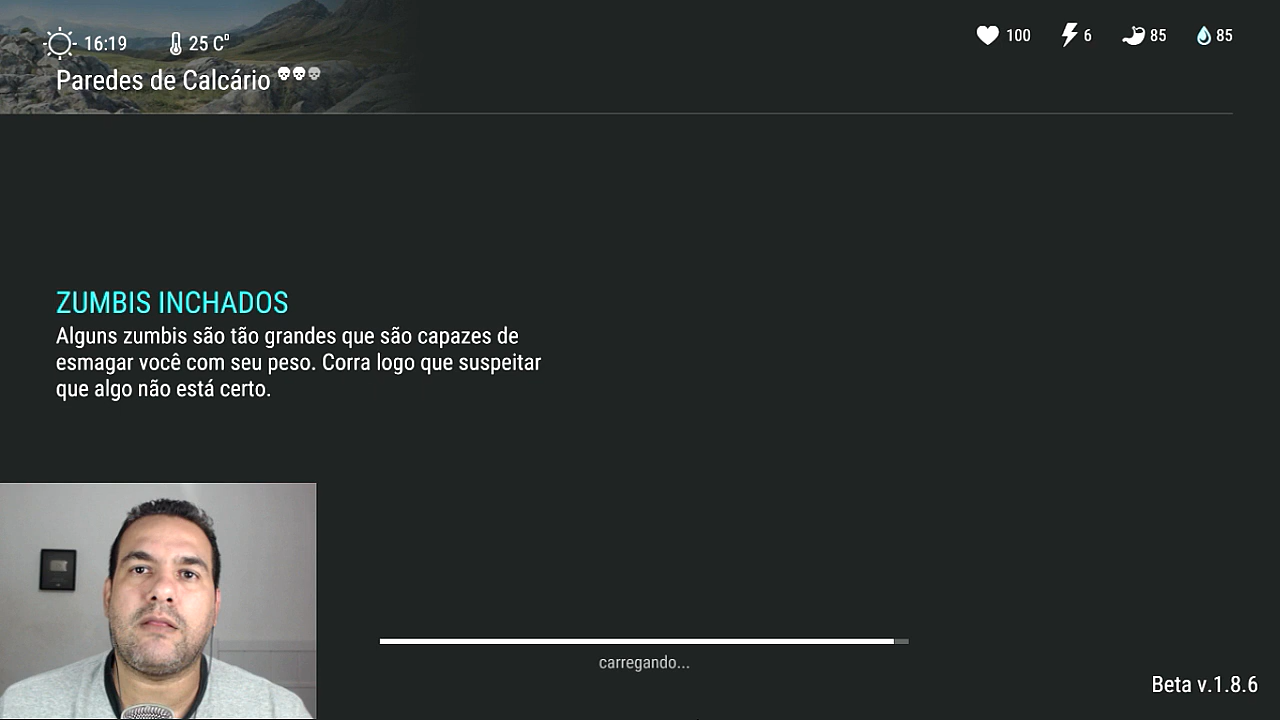 16:19 25 C°
100 6 85 85
Paredes de Calcário
ZUMBIS INCHADOS
Alguns zumbis são tão grandes que são capazes de
esmagar você com seu peso. Corra logo que suspeitar
que algo não está certo.
carregando...
Beta v.1.8.6